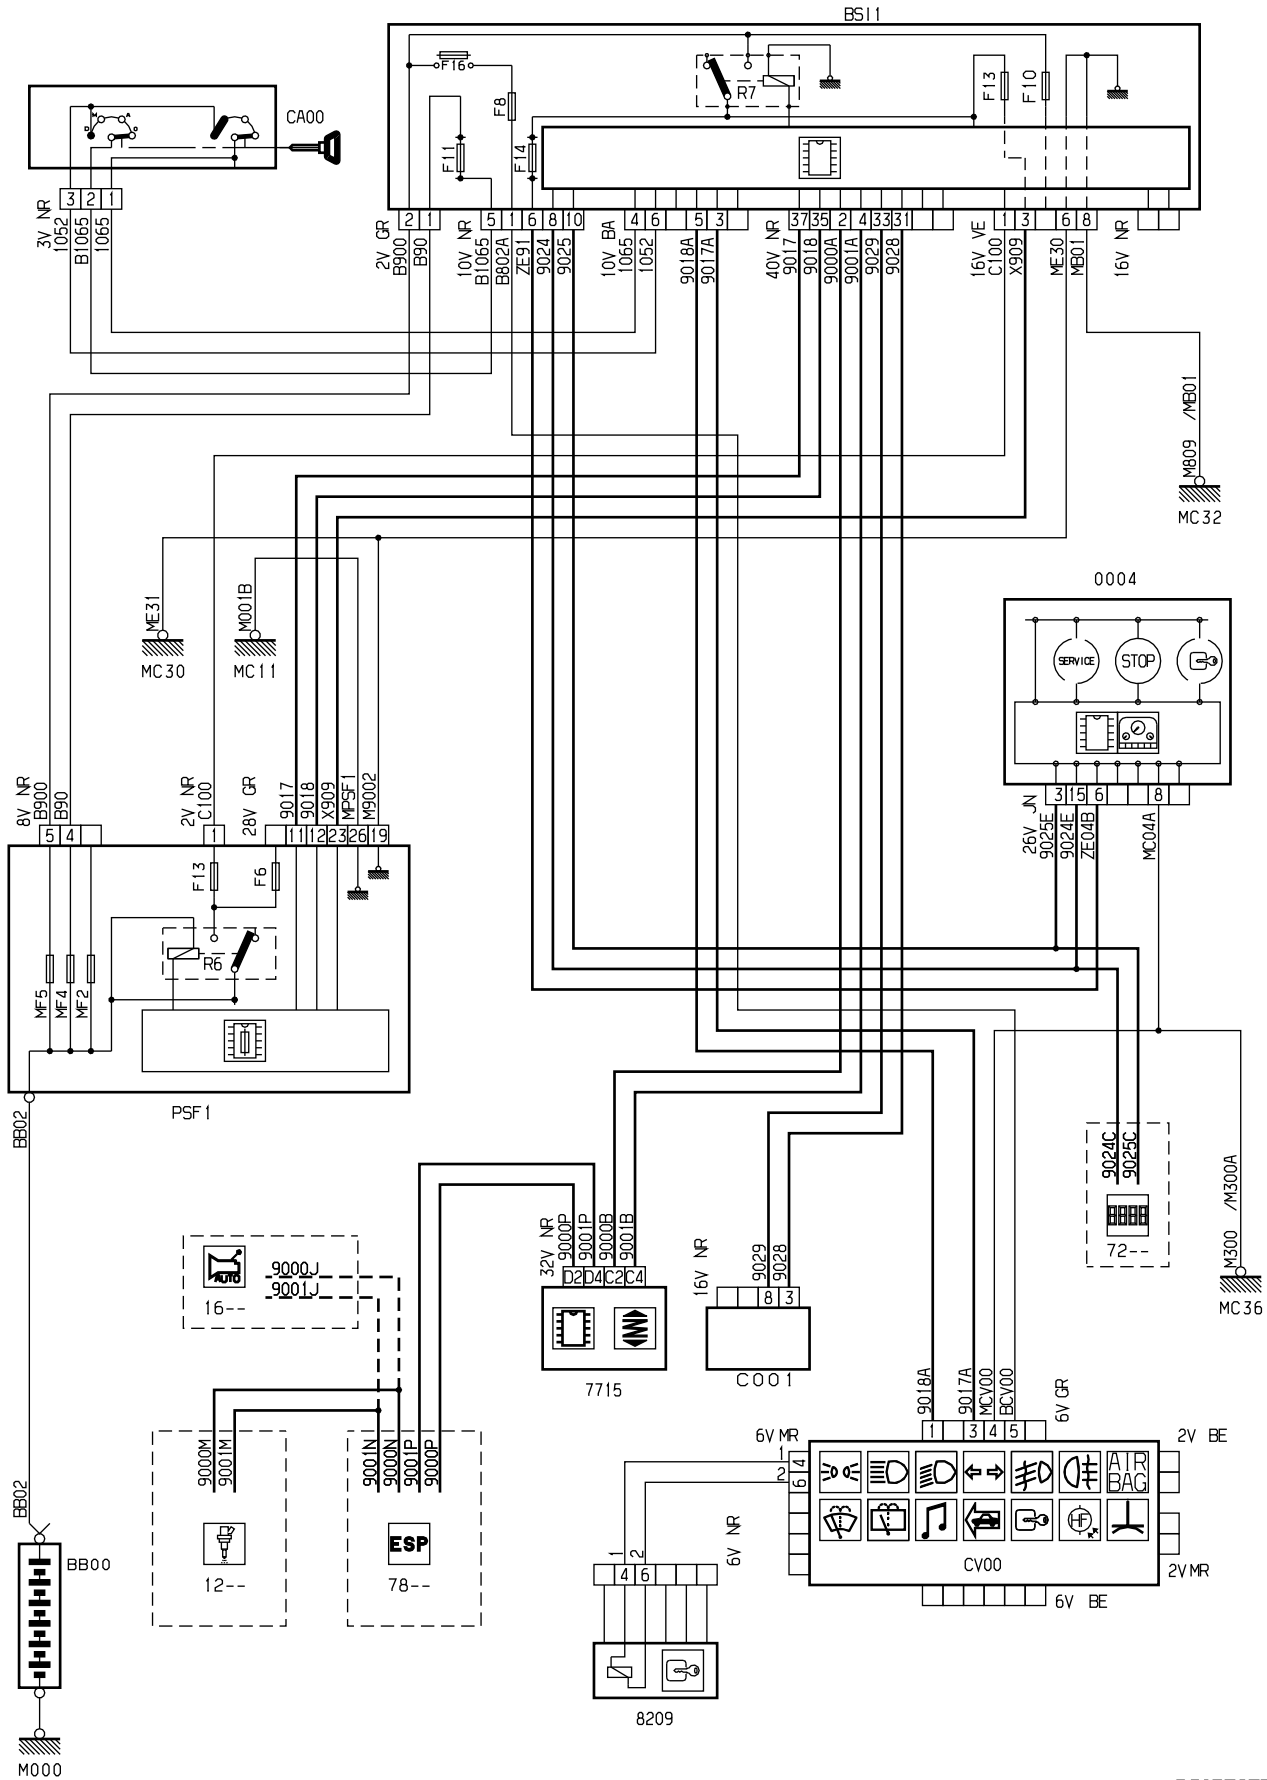 BSI1
F16
F8
F11
F14
R7
F13
F10
CA00
M
A
D
O
3 2 1
3V NR
1052
B1065
1065
2 1
5 1 6 8 10
4 6
5 3
37 35 2 4 33 31
1 3 6 8
2V GR
B900
B90
10V NR
B1065
B802A
ZE91
9024
9025
10V BA
1065
1052
9018A
9017A
40V NR
9017
9018
9000A
9001A
9029
9028
16V VE
C100
X909
ME30
MB01
16V NR
M809 /MB01
MC32
ME31
MC30
M001B
MC11
0004
SERVICE
STOP
3 15 6 8
26V JN
9025E
9024E
ZE04B
MC04A
8V NR
B900
B90
2V NR
C100
28V GR
9017
9018
X909
MPSF1
M9002
5 4
1
11 12 23 26 19
F13
F6
R6
MF5
MF4
MF2
PSF1
BB02
9024C
9025C
72--
M300 /M300A
MC36
AUTO
9000J
9001J
16--
32V NR
9000P
9001P
9000B
9001B
D2 D4 C2 C4
7715
16V NR
9029
9028
8 3
C001
9018A
9017A
MCV00
BCV00
6V GR
1 3 4 5
6V MR
1
2
4
6
2V BE
AIR
BAG
HF
CV00
2V MR
6V BE
9000M
9001M
12--
9001N
9000N
9001P
9000P
ESP
78--
1
2
6V NR
4 6
8209
BB02
BB00
M000